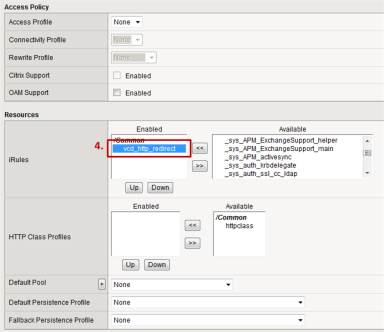 Access Policy
Access Profile None
Connectivity Profile None
Rewrite Profile None
Citrix Support Enabled
OAM Support Enabled
Resources
Enabled Available
iRules
4.
/Common
vcd_http_redirect
<<
>>
_sys_APM_ExchangeSupport_helper
_sys_APM_ExchangeSupport_main
_sys_APM_activesync
_sys_auth_krbdelegate
_sys_auth_ssl_cc_ldap
Up Down
Enabled Available
HTTP Class Profiles
<<
>>
/Common
httpclass
Up Down
Default Pool + None
Default Persistence Profile None
Fallback Persistence Profile None